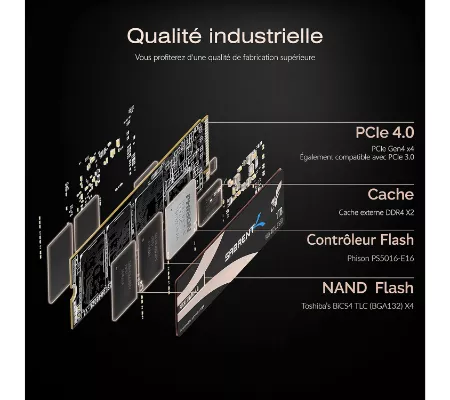 Qualité industrielle
Vous profiterez d'une qualité de fabrication supérieure
PCIe 4.0
PCIe Gen4 x4
Également compatible avec PCIe 3.0
Cache
Cache externe DDR4 X2
Contrôleur Flash
Phison PS5016-E16
NAND Flash
Toshiba's BiCS4 TLC (BGA132) X4
PHISON
SABRENT